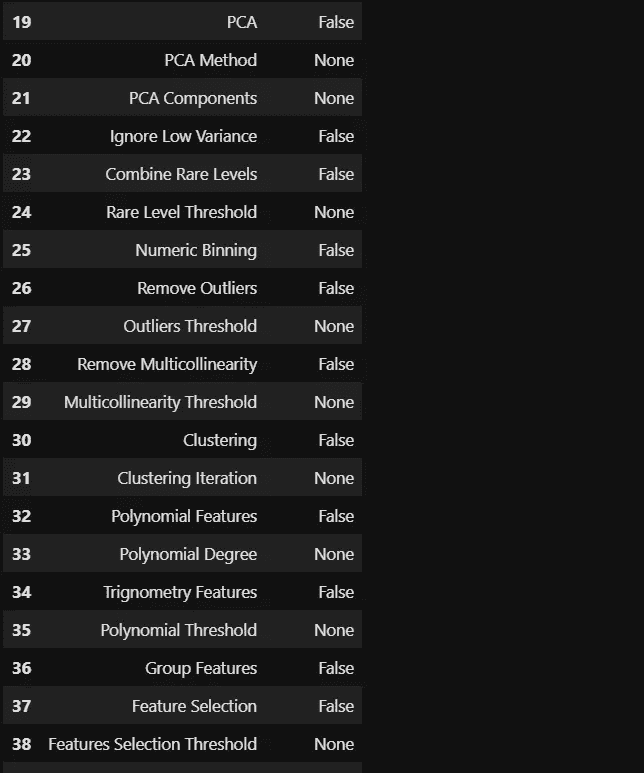 19 PCA False
20 PCA Method None
21 PCA Components None
22 Ignore Low Variance False
23 Combine Rare Levels False
24 Rare Level Threshold None
25 Numeric Binning False
26 Remove Outliers False
27 Outliers Threshold None
28 Remove Multicollinearity False
29 Multicollinearity Threshold None
30 Clustering False
31 Clustering Iteration None
32 Polynomial Features False
33 Polynomial Degree None
34 Trignometry Features False
35 Polynomial Threshold None
36 Group Features False
37 Feature Selection False
38 Features Selection Threshold None